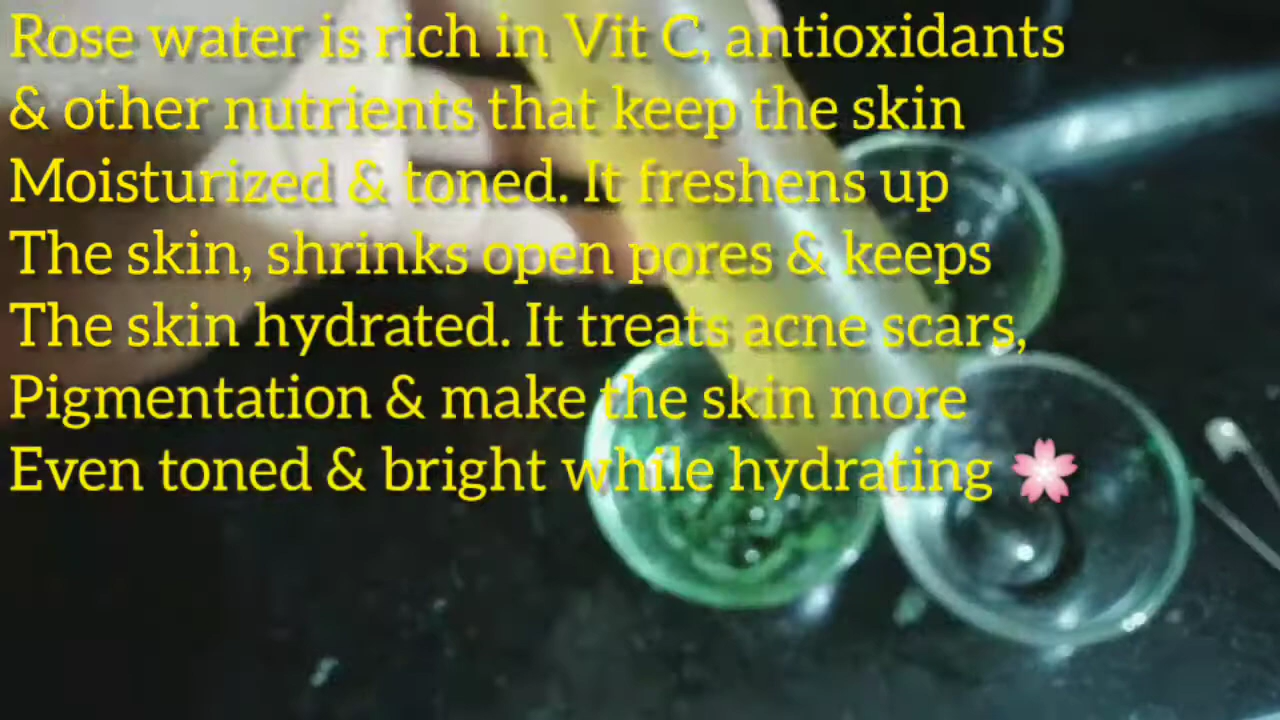 Rose water is rich in Vit C, antioxidants
& other nutrients that keep the skin
Moisturized & toned. It freshens up
The skin, shrinks open pores & keeps
The skin hydrated. It treats acne scars,
Pigmentation & make the skin more
Even toned & bright while hydrating 🌸